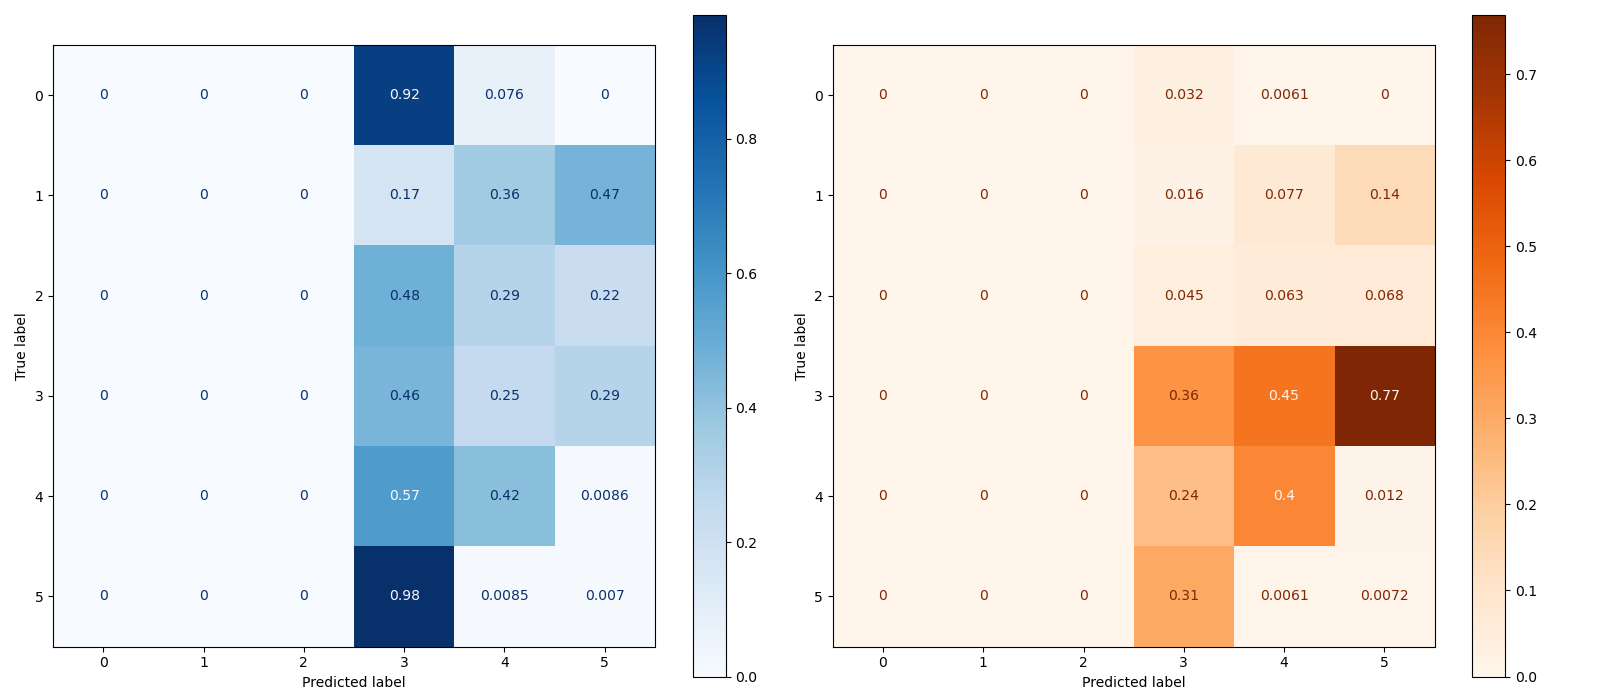 0 0 0 0 0.92 0.076 0
1 0 0 0 0.17 0.36 0.47
2 0 0 0 0.48 0.29 0.22
3 0 0 0 0.46 0.25 0.29
4 0 0 0 0.57 0.42 0.0086
5 0 0 0 0.98 0.0085 0.007
0 1 2 3 4 5
Predicted label
True label
0.8
0.6
0.4
0.2
0.0
0 0 0 0 0.032 0.0061 0
1 0 0 0 0.016 0.077 0.14
2 0 0 0 0.045 0.063 0.068
3 0 0 0 0.36 0.45 0.77
4 0 0 0 0.24 0.4 0.012
5 0 0 0 0.31 0.0061 0.0072
0 1 2 3 4 5
Predicted label
True label
0.7
0.6
0.5
0.4
0.3
0.2
0.1
0.0